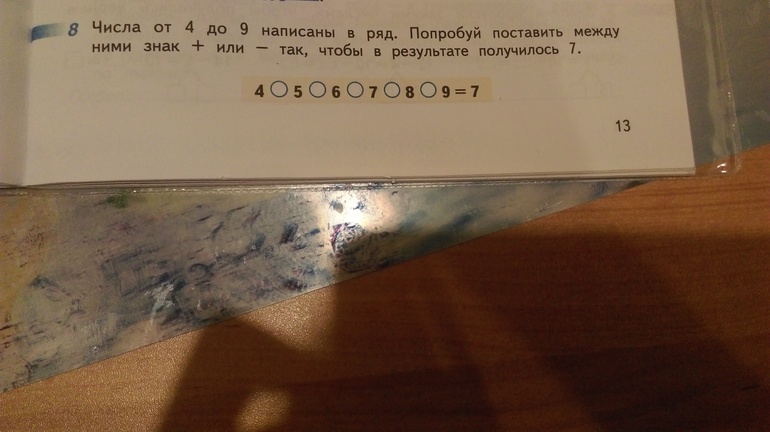 8 Числа от 4 до 9 написаны в ряд. Попробуй поставить между
ними знак + или − так, чтобы в результате получилось 7.
4○5○6○7○8○9=7
13